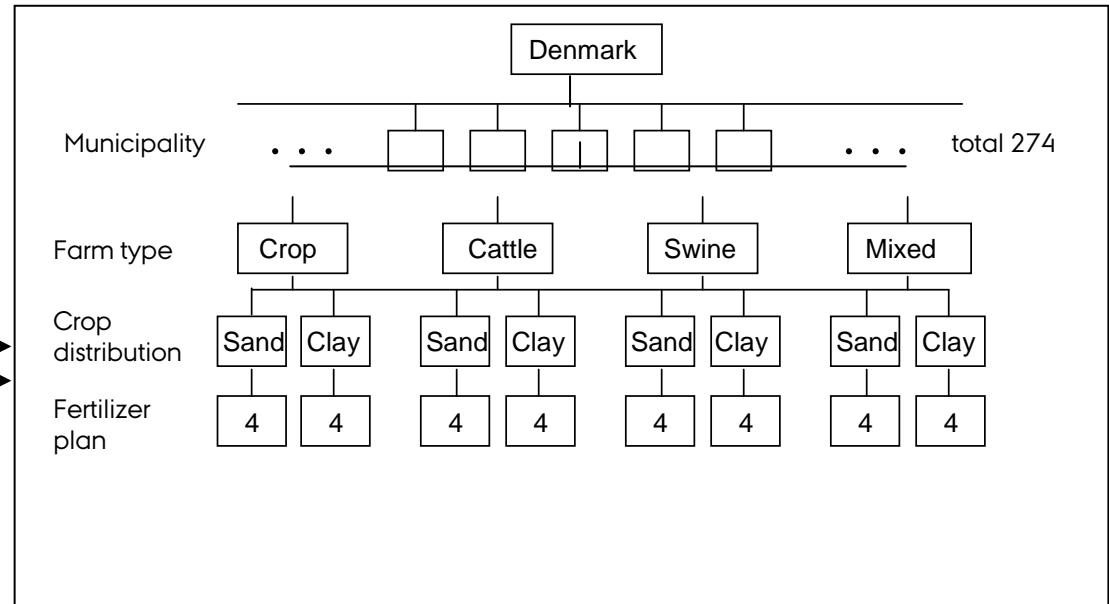 Denmark
Municipality . . . . . . total 274
Farm type Crop Cattle Swine Mixed
Crop
distribution Sand Clay Sand Clay Sand Clay Sand Clay
Fertilizer
plan 4 4 4 4 4 4 4 4